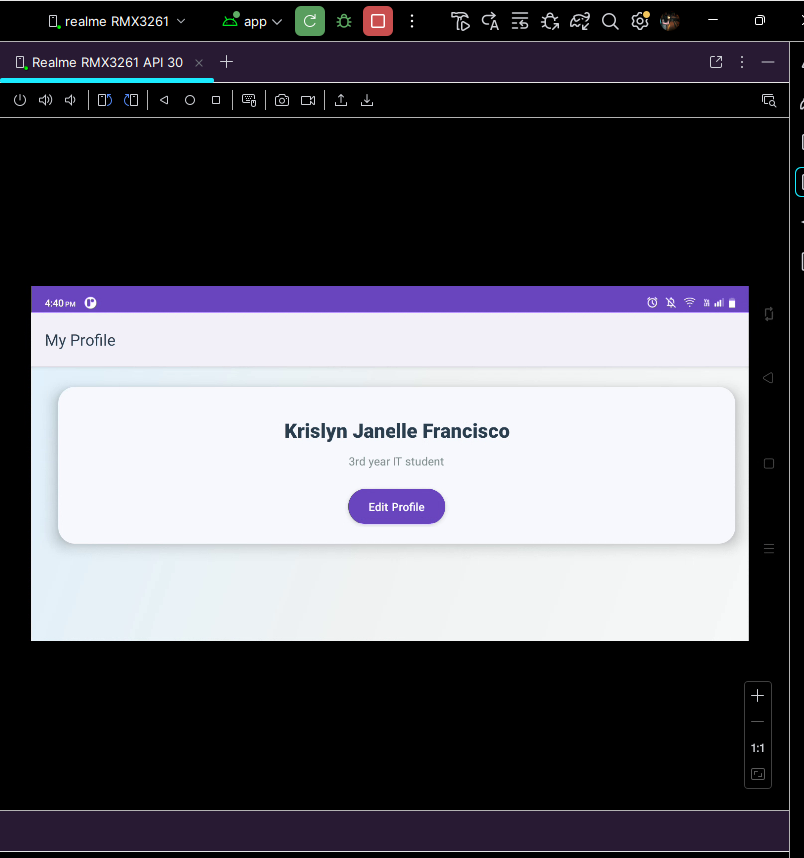 realme RMX3261
app
Realme RMX3261 API 30
4:40 PM
My Profile
Krislyn Janelle Francisco
3rd year IT student
Edit Profile
1:1